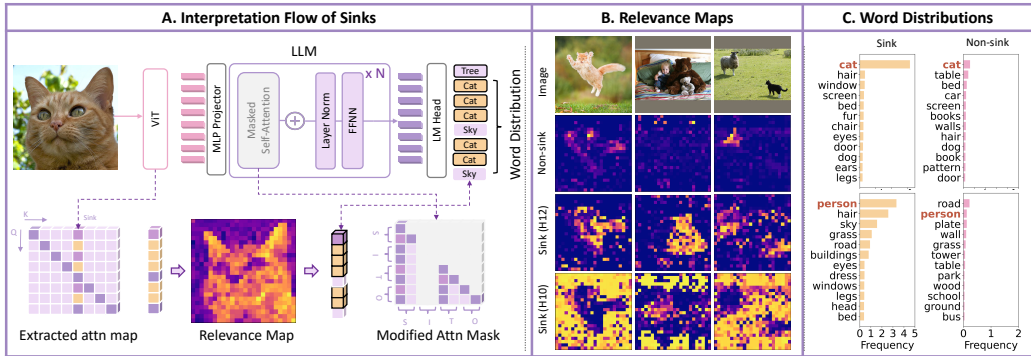 A. Interpretation Flow of Sinks
LLM
x N
ViT
MLP Projector
Masked
Self-Attention
Layer Norm
FFRN
LM Head
Tree
Cat
Cat
Cat
Sky
Cat
Cat
Sky
Word Distribution
K
Q
Sink
Extracted attn map
Relevance Map
S
I
T
O
S
I
T
O
Modified Attn Mask
B. Relevance Maps
Image
Non-sink
Sink (H12)
Sink (H10)
C. Word Distributions
Sink
cat
hair
window
screen
bed
fur
chair
eyes
door
dog
ears
legs
Non-sink
cat
table
bed
car
screen
books
walls
hair
dog
book
pattern
door
person
hair
sky
grass
road
buildings
eyes
dress
windows
legs
head
bed
0 1 2 3 4 5
Frequency
road
person
plate
wall
grass
tower
table
park
wood
school
ground
bus
0 2
Frequency